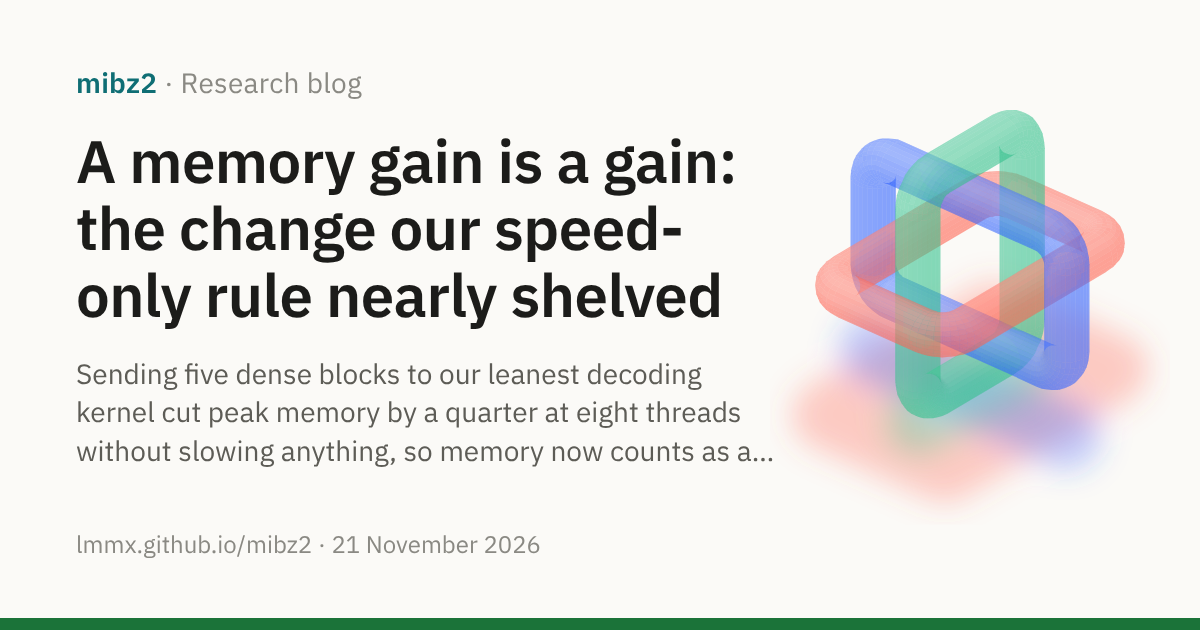 mibz2 · Research blog
A memory gain is a gain:
the change our speed-
only rule nearly shelved
Sending five dense blocks to our leanest decoding
kernel cut peak memory by a quarter at eight threads
without slowing anything, so memory now counts as a...
lmmx.github.io/mibz2 · 21 November 2026